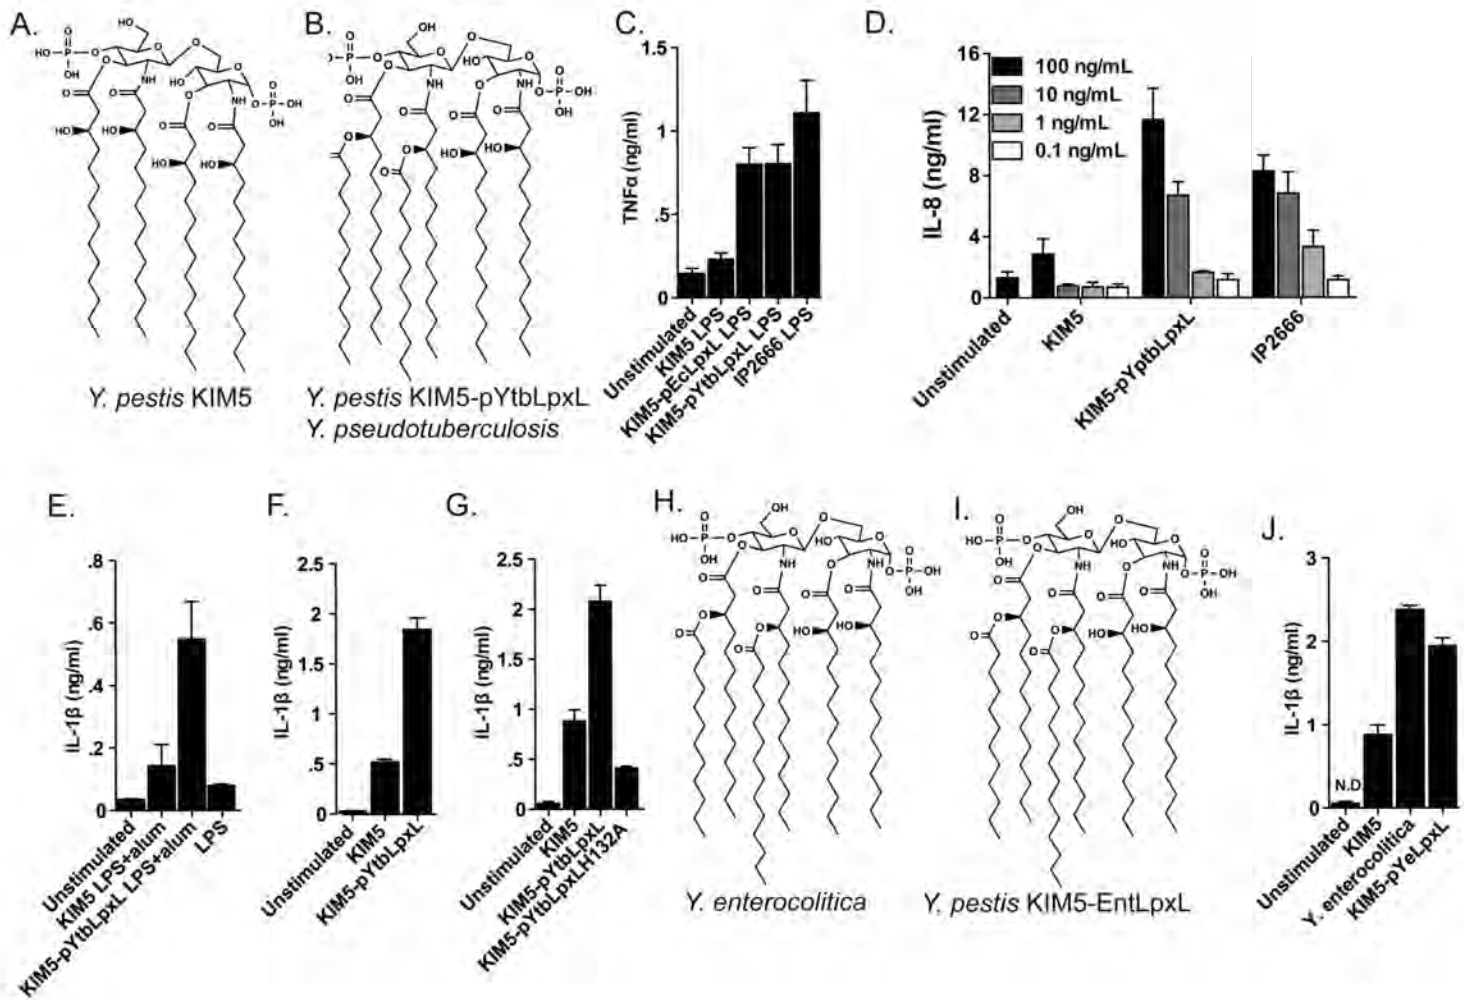 A.
B.
C.
D.
TNFα (ng/ml)
1.5
1
.5
0
Unstimulated
KIM5 LPS
KIM5-pEcLpxL LPS
KIM5-pYtbLpxL LPS
IP2666 LPS
IL-8 (ng/ml)
16
12
8
4
0
100 ng/mL
10 ng/mL
1 ng/mL
0.1 ng/mL
Unstimulated
KIM5
KIM5-pYptbLpxL
IP2666
Y. pestis KIM5
Y. pestis KIM5-pYtbLpxL
Y. pseudotuberculosis
E.
F.
G.
H.
I.
J.
IL-1β (ng/ml)
.8
.6
.4
.2
0
Unstimulated
KIM5 LPS+alum
KIM5-pYtbLpxL LPS+alum
LPS
IL-1β (ng/ml)
2.5
2
1.5
1
.5
0
Unstimulated
KIM5
KIM5-pYtbLpxL
IL-1β (ng/ml)
2.5
2
1.5
1
.5
0
Unstimulated
KIM5
KIM5-pYtbLpxL
KIM5-pYtbLpxLH132A
Y. enterocolitica
Y, pestis KIM5-EntLpxL
IL-1β (ng/ml)
3
2
1
0
N.D.
Unstimulated
KIM5
Y. enterocolitica
KIM5-pYeLpxL